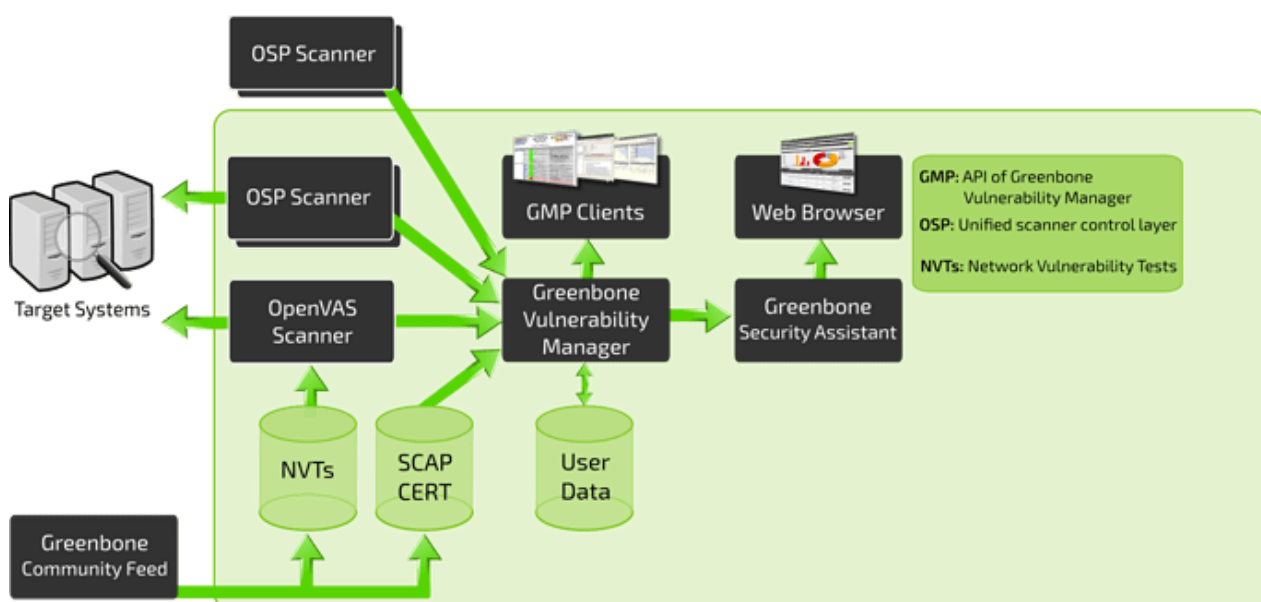 OSP Scanner
OSP Scanner
GMP Clients
Web Browser
GMP: API of Greenbone
Vulnerability Manager
OSP: Unified scanner control layer
NVTs: Network Vulnerability Tests
Target Systems
OpenVAS
Scanner
Greenbone
Vulnerability
Manager
Greenbone
Security Assistant
NVTs
SCAP
CERT
User
Data
Greenbone
Community Feed